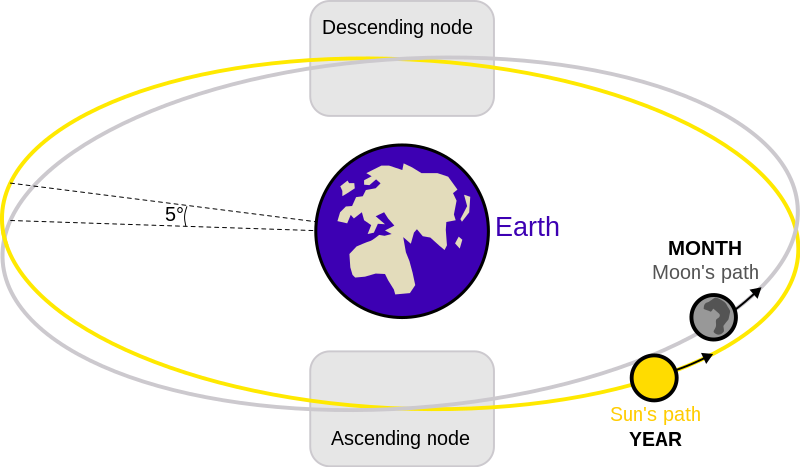 Descending node
5°
Earth
MONTH
Moon's path
Sun's path
YEAR
Ascending node